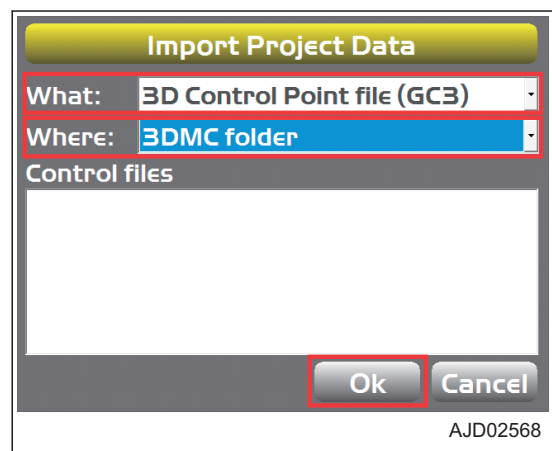 Import Project Data
What: 3D Control Point file (GC3)
Where: 3DMC folder
Control files
Ok Cancel
AJD02568